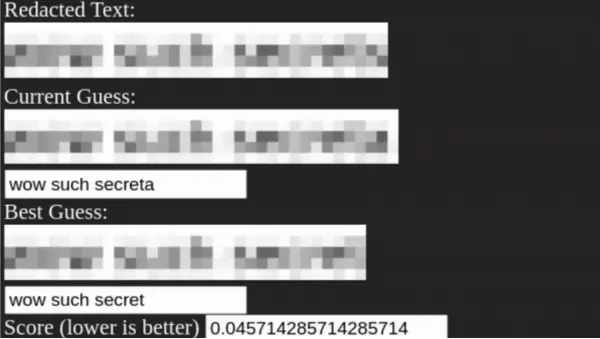 Redacted Text:
Current Guess:
wow such secreta
Best Guess:
wow such secret
Score (lower is better) 0.045714285714285714